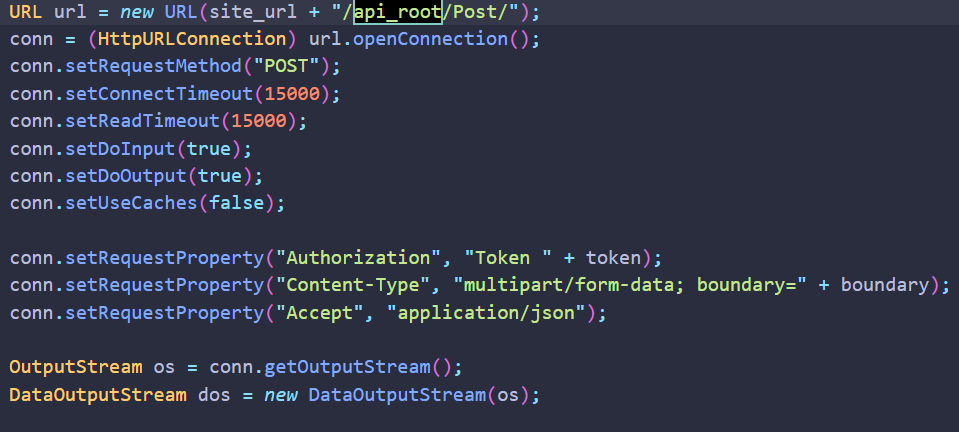 URL url = new URL(site_url + "/api_root/Post/");
conn = (HttpURLConnection) url.openConnection();
conn.setRequestMethod("POST");
conn.setConnectTimeout(15000);
conn.setReadTimeout(15000);
conn.setDoInput(true);
conn.setDoOutput(true);
conn.setUseCaches(false);
conn.setRequestProperty("Authorization", "Token " + token);
conn.setRequestProperty("Content-Type", "multipart/form-data; boundary=" + boundary);
conn.setRequestProperty("Accept", "application/json");
OutputStream os = conn.getOutputStream();
DataOutputStream dos = new DataOutputStream(os);